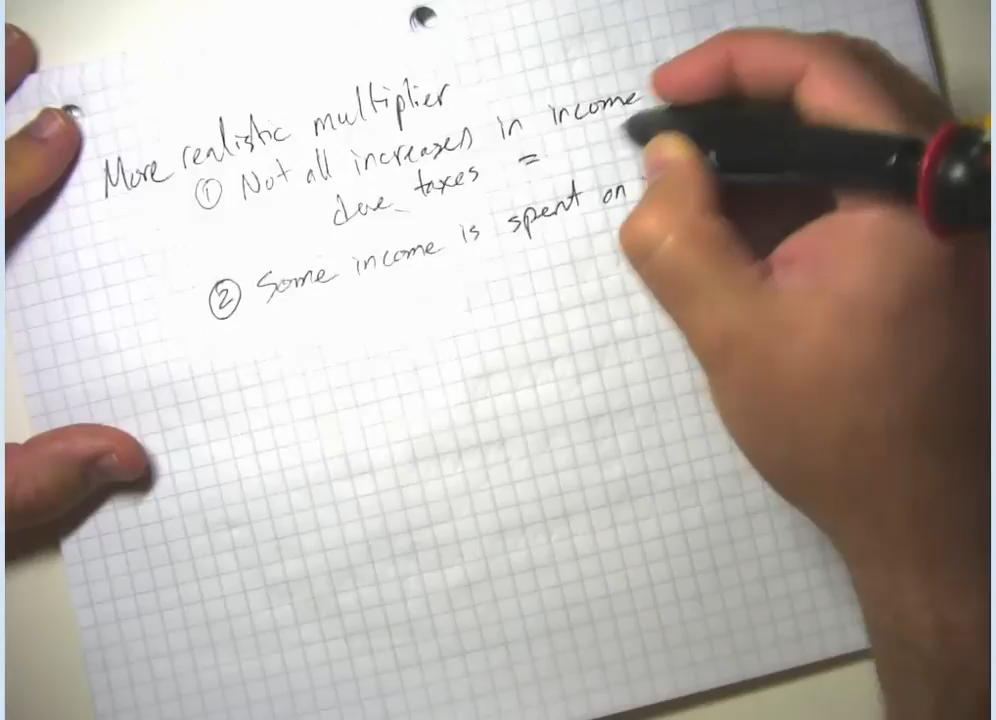 More realistic multiplier
① Not all increases in income
due taxes =
② Some income is spent on